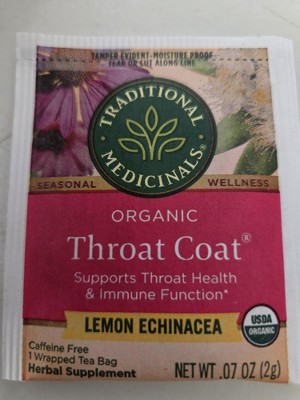 TAMPER EVIDENT-MOISTURE PROOF
TEAR OR CUT ALONG LINE
TRADITIONAL
MEDICINALS®
SEASONAL WELLNESS
ORGANIC
Throat Coat®
Supports Throat Health
& Immune Function*
LEMON ECHINACEA
USDA
ORGANIC
Caffeine Free
1 Wrapped Tea Bag
Herbal Supplement
NET WT .07 OZ (2g)